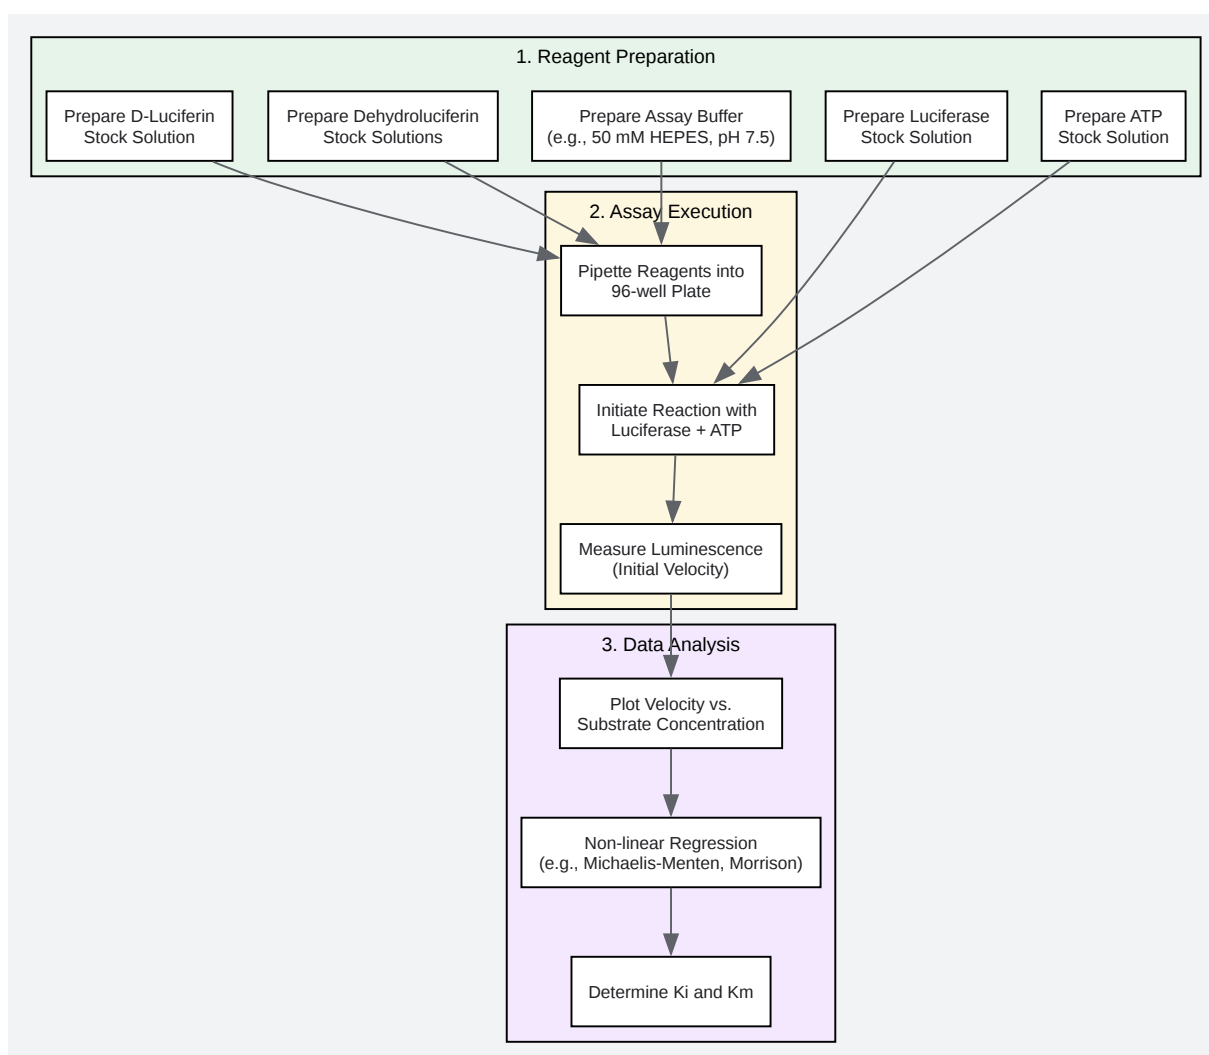 1. Reagent Preparation
Prepare D-Luciferin
Stock Solution
Prepare Dehydroluciferin
Stock Solutions
Prepare Assay Buffer
(e.g., 50 mM HEPES, pH 7.5)
Prepare Luciferase
Stock Solution
Prepare ATP
Stock Solution
2. Assay Execution
Pipette Reagents into
96-well Plate
Initiate Reaction with
Luciferase + ATP
Measure Luminescence
(Initial Velocity)
3. Data Analysis
Plot Velocity vs.
Substrate Concentration
Non-linear Regression
(e.g., Michaelis-Menten, Morrison)
Determine Ki and Km